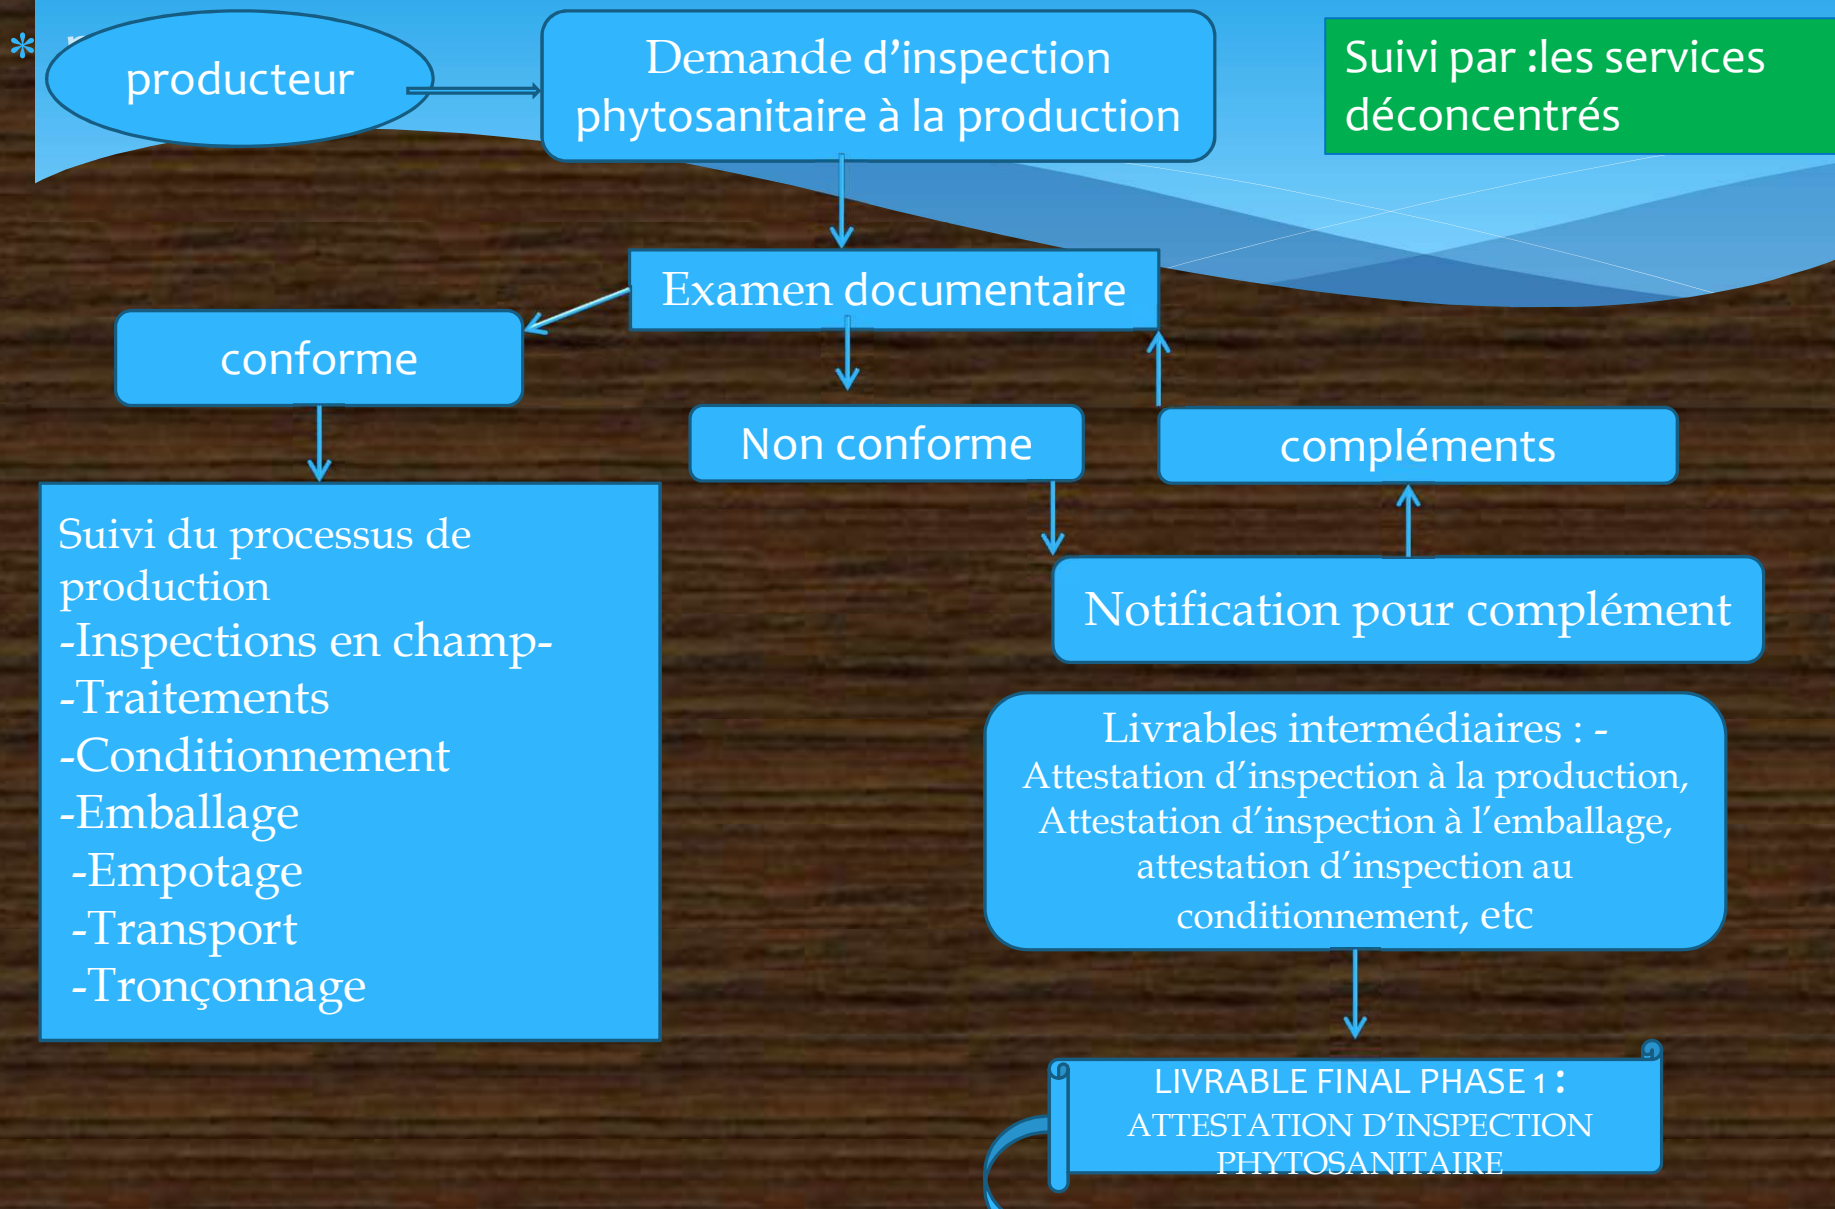 producteur
Demande d’inspection
phytosanitaire à la production
Suivi par :les services
déconcentrés
Examen documentaire
conforme
Non conforme
compléments
Notification pour complément
Suivi du processus de
production
-Inspections en champ-
-Traitements
-Conditionnement
-Emballage
-Empotage
-Transport
-Tronçonnage
Livrables intermédiaires : -
Attestation d’inspection à la production,
Attestation d’inspection à l’emballage,
attestation d’inspection au
conditionnement, etc
LIVRABLE FINAL PHASE 1 :
ATTESTATION D’INSPECTION
PHYTOSANITAIRE